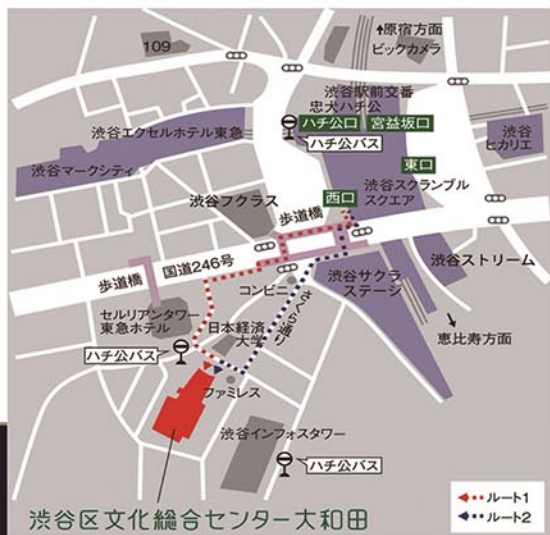 ↑原宿方面
ビックカメラ
109
渋谷駅前交番
忠犬ハチ公
ハチ公口
宮益坂口
ハチ公バス
渋谷エクセルホテル東急
渋谷マークシティ
渋谷
ヒカリエ
東口
西口
渋谷スクランブル
スクエア
渋谷フクラス
歩道橋
国道246号
歩道橋
コンビニ
さくら通り
渋谷サクラ
ステージ
渋谷ストリーム
恵比寿方面
セルリアンタワー
東急ホテル
日本経済
大学
ハチ公バス
ファミレス
渋谷インフォスタワー
ハチ公バス
渋谷区文化総合センター大和田
ルート1
ルート2